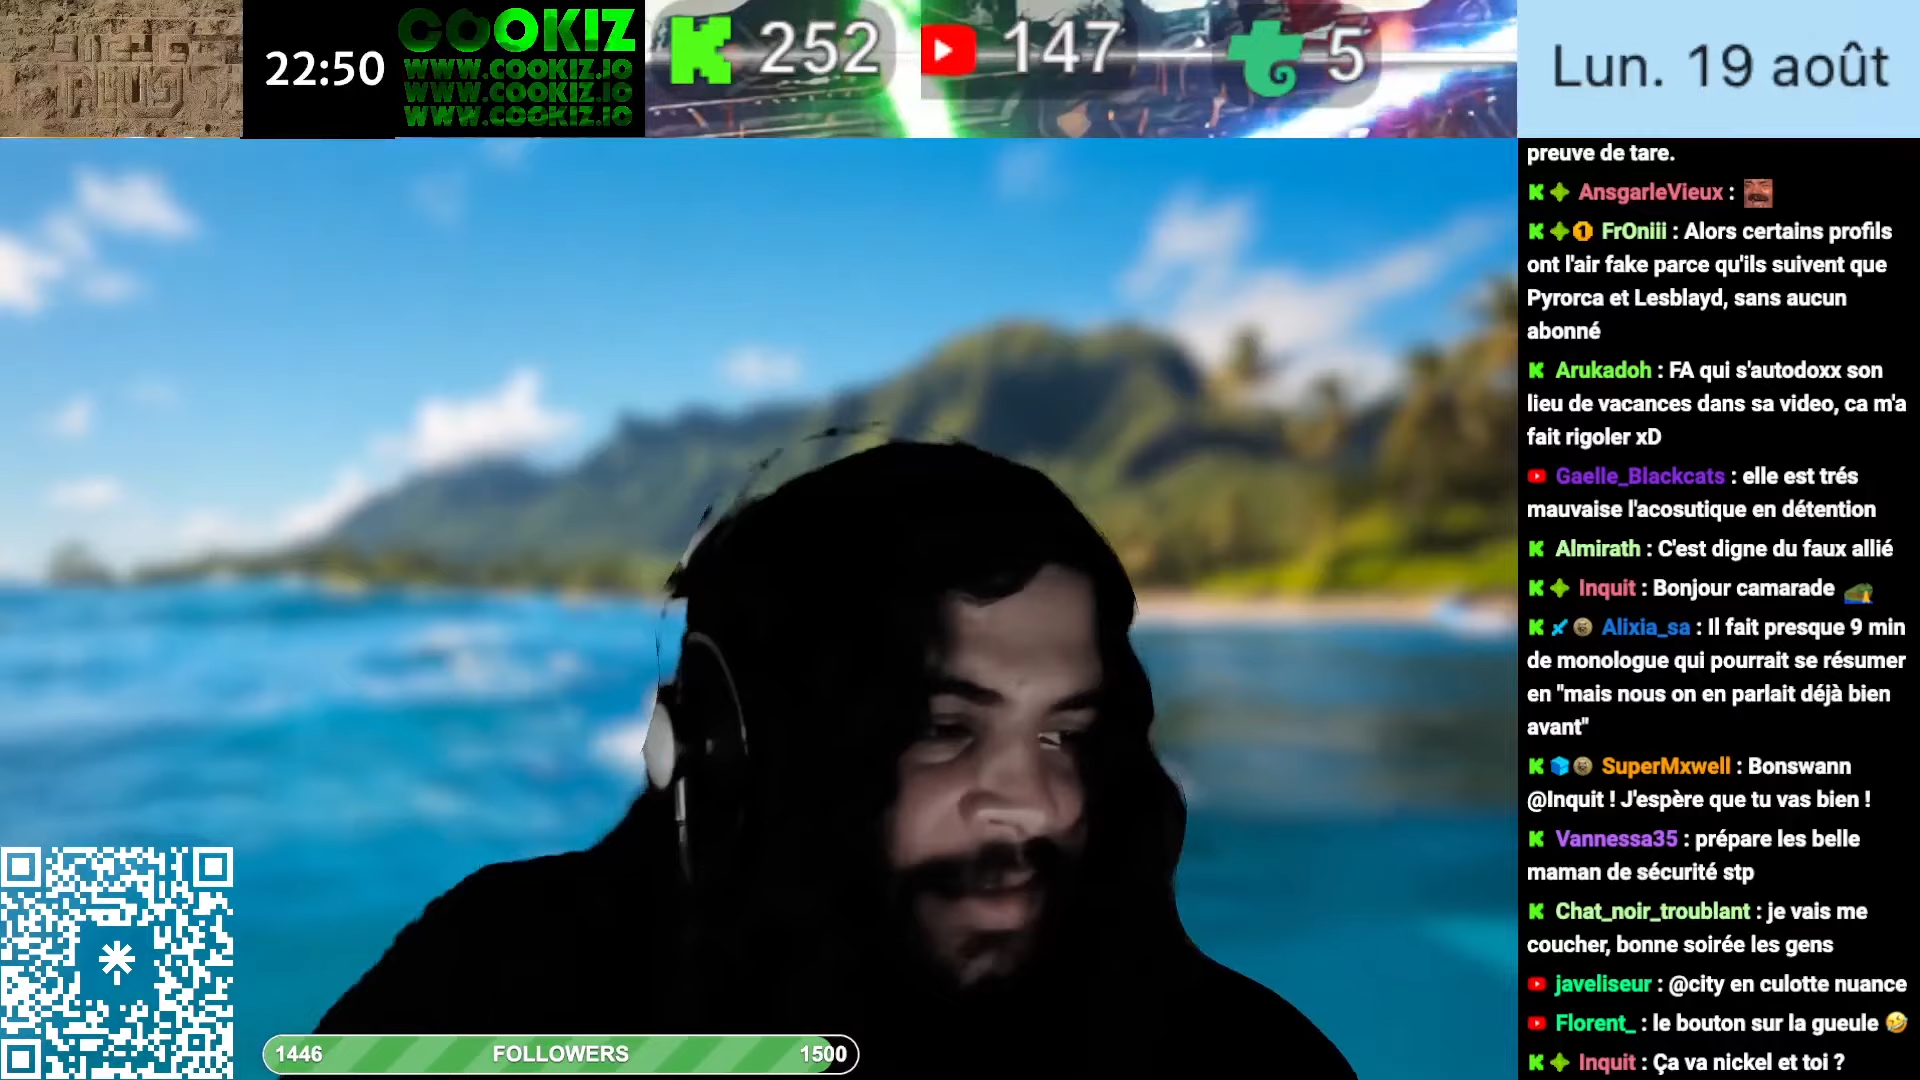 22:50
COOKIZ
WWW.COOKIZ.IO
WWW.COOKIZ.IO
WWW.COOKIZ.IO
252
147
5
Lun. 19 août
preuve de tare.
AnsgarleVieux :
FrOniii : Alors certains profils
ont l'air fake parce qu'ils suivent que
Pyrorca et Lesblayd, sans aucun
abonné
Arukadoh : FA qui s'autodoxx son
lieu de vacances dans sa video, ca m'a
fait rigoler xD
Gaelle_Blackcats : elle est trés
mauvaise l'acosutique en détention
Almirath : C'est digne du faux allié
Inquit : Bonjour camarade
Alixia_sa : Il fait presque 9 min
de monologue qui pourrait se résumer
en "mais nous on en parlait déjà bien
avant"
SuperMxwell : Bonswann
@Inquit ! J'espère que tu vas bien !
Vannessa35 : prépare les belle
maman de sécurité stp
Chat_noir_troublant : je vais me
coucher, bonne soirée les gens
javeliseur : @city en culotte nuance
Florent_ : le bouton sur la gueule 🤣
Inquit : Ça va nickel et toi ?
1446 FOLLOWERS 1500